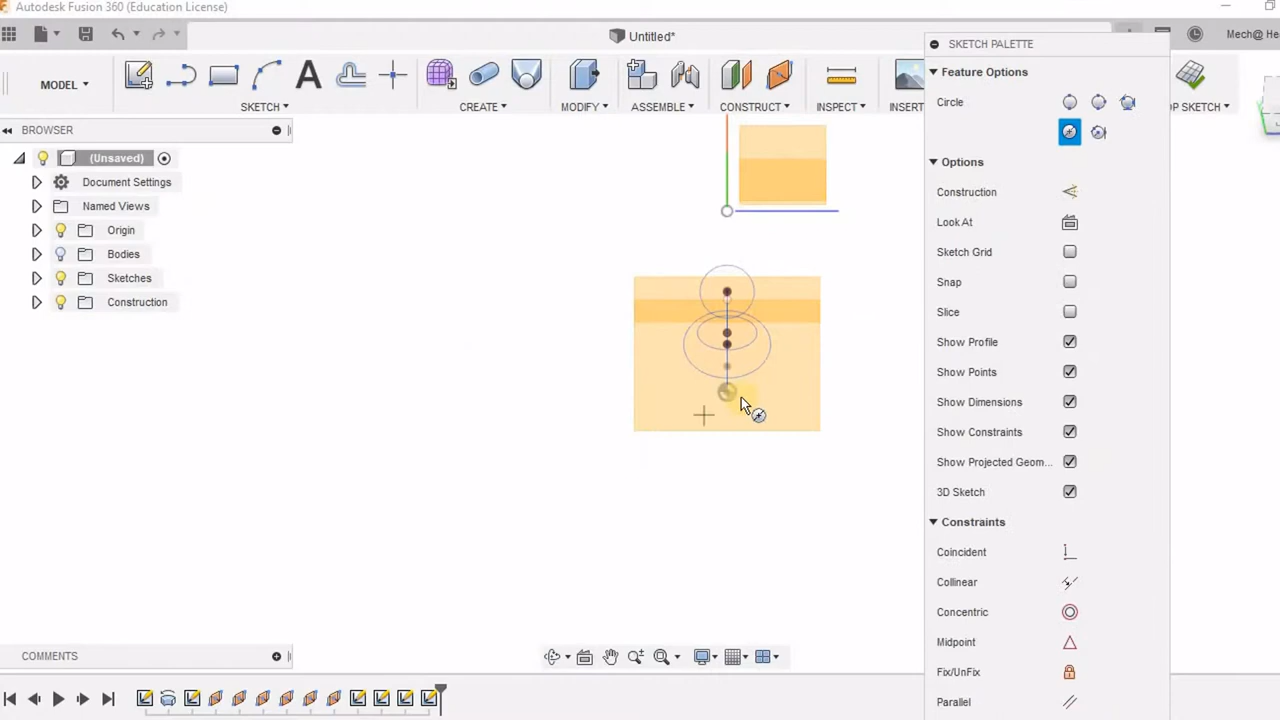 Autodesk Fusion 360 (Education License)
Untitled*
Mech@ He
MODEL
SKETCH
CREATE
MODIFY
ASSEMBLE
CONSTRUCT
INSPECT
INSERT
OP SKETCH
BROWSER
(Unsaved)
Document Settings
Named Views
Origin
Bodies
Sketches
Construction
SKETCH PALETTE
Feature Options
Circle
Options
Construction
Look At
Sketch Grid
Snap
Slice
Show Profile
Show Points
Show Dimensions
Show Constraints
Show Projected Geom...
3D Sketch
Constraints
Coincident
Collinear
Concentric
Midpoint
Fix/UnFix
Parallel
COMMENTS